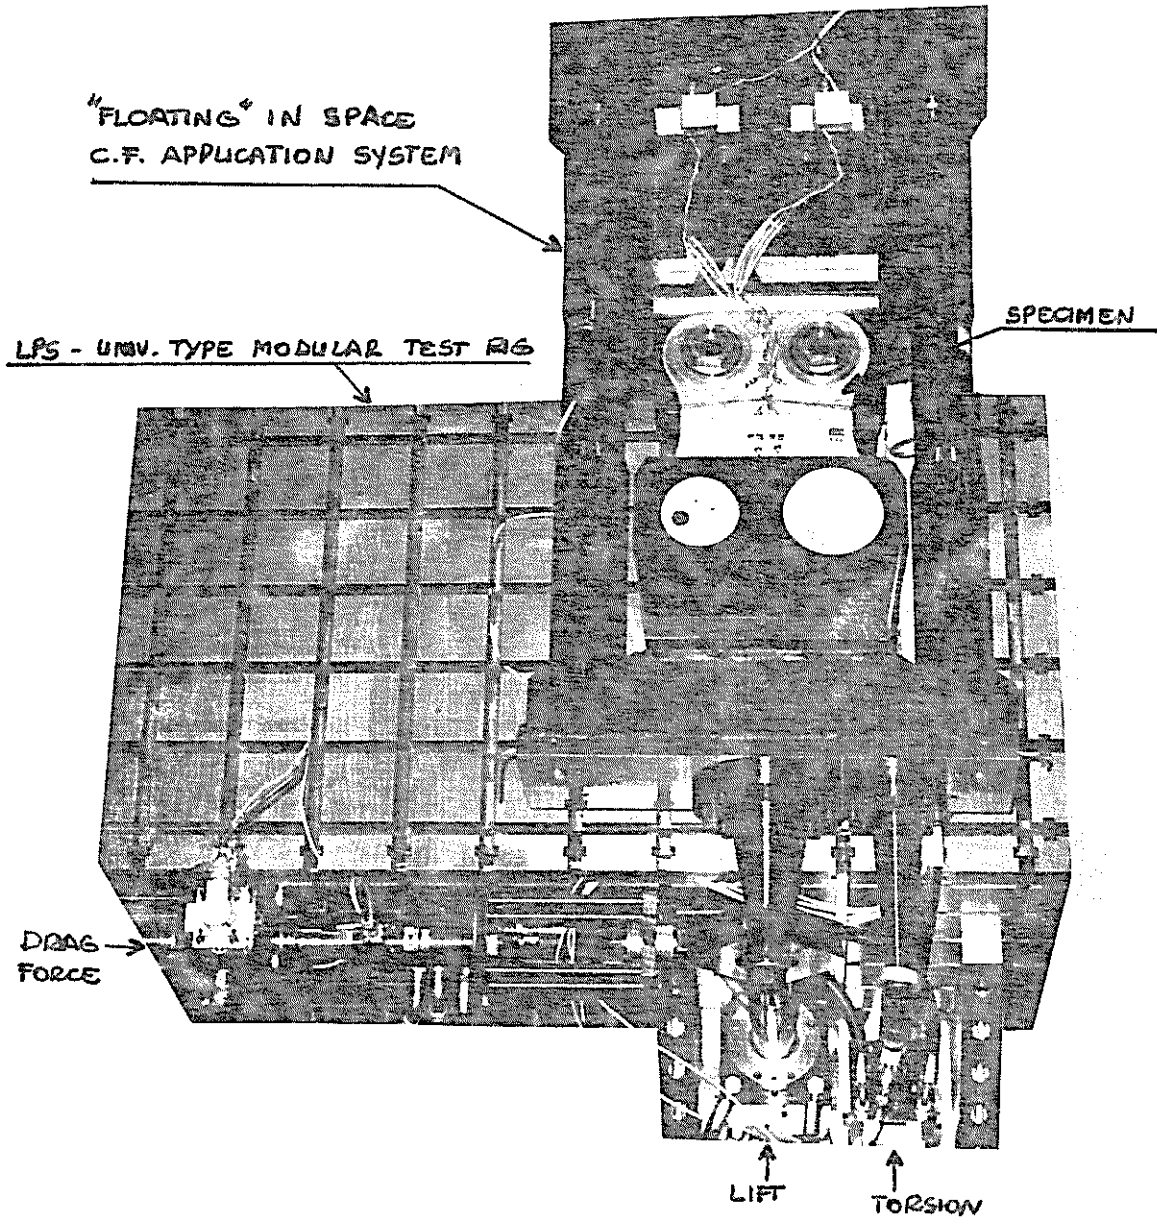 "FLOATING" IN SPACE
C.F. APPLICATION SYSTEM
SPECIMEN
LPS - UNIV. TYPE MODULAR TEST RIG
DRAG
FORCE
LIFT
TORSION